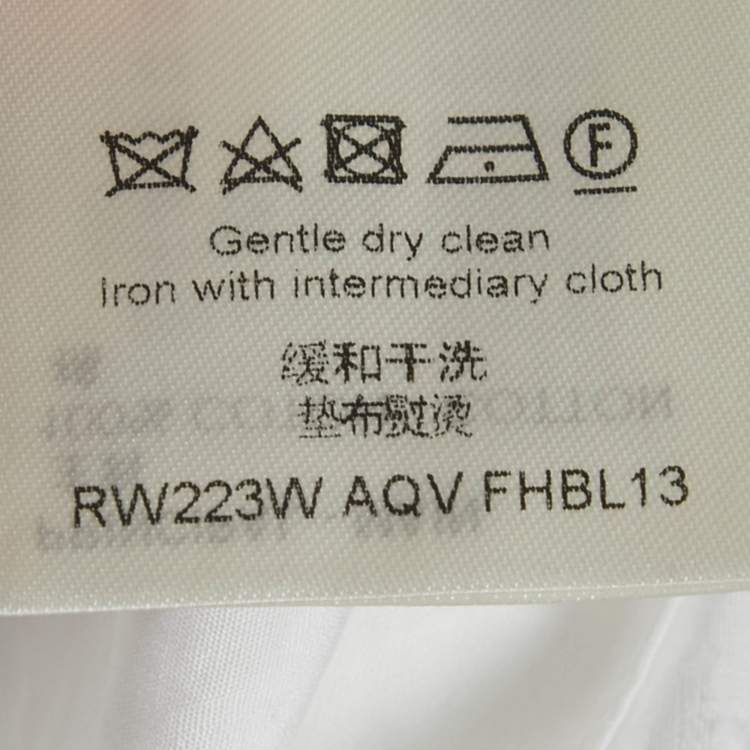 F
Gentle dry clean
Iron with intermediary cloth
缓和干洗
垫布熨烫
RW223W AQV FHBL13